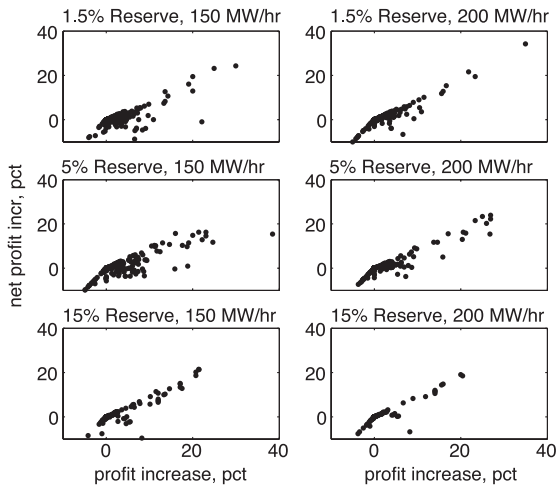 1.5% Reserve, 150 MW/hr
1.5% Reserve, 200 MW/hr
40
20
0
40
20
0
5% Reserve, 150 MW/hr
5% Reserve, 200 MW/hr
net profit incr, pct
40
20
0
40
20
0
15% Reserve, 150 MW/hr
15% Reserve, 200 MW/hr
40
20
0
40
20
0
0 20 40
0 20 40
profit increase, pct
profit increase, pct